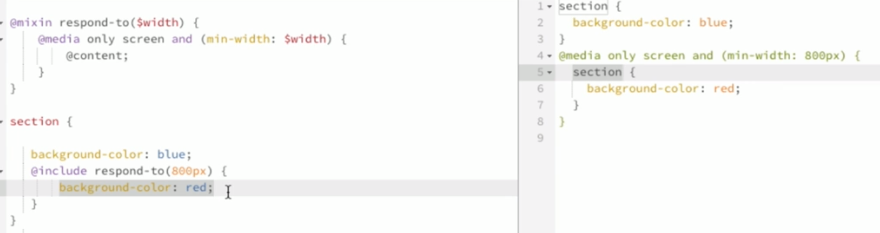 @mixin respond-to($width) {
@media only screen and (min-width: $width) {
@content;
}
}
section {
background-color: blue;
@include respond-to(800px) {
background-color: red;
}
}
1 section {
2 background-color: blue;
3 }
4 @media only screen and (min-width: 800px) {
5 section {
6 background-color: red;
7 }
8 }
9